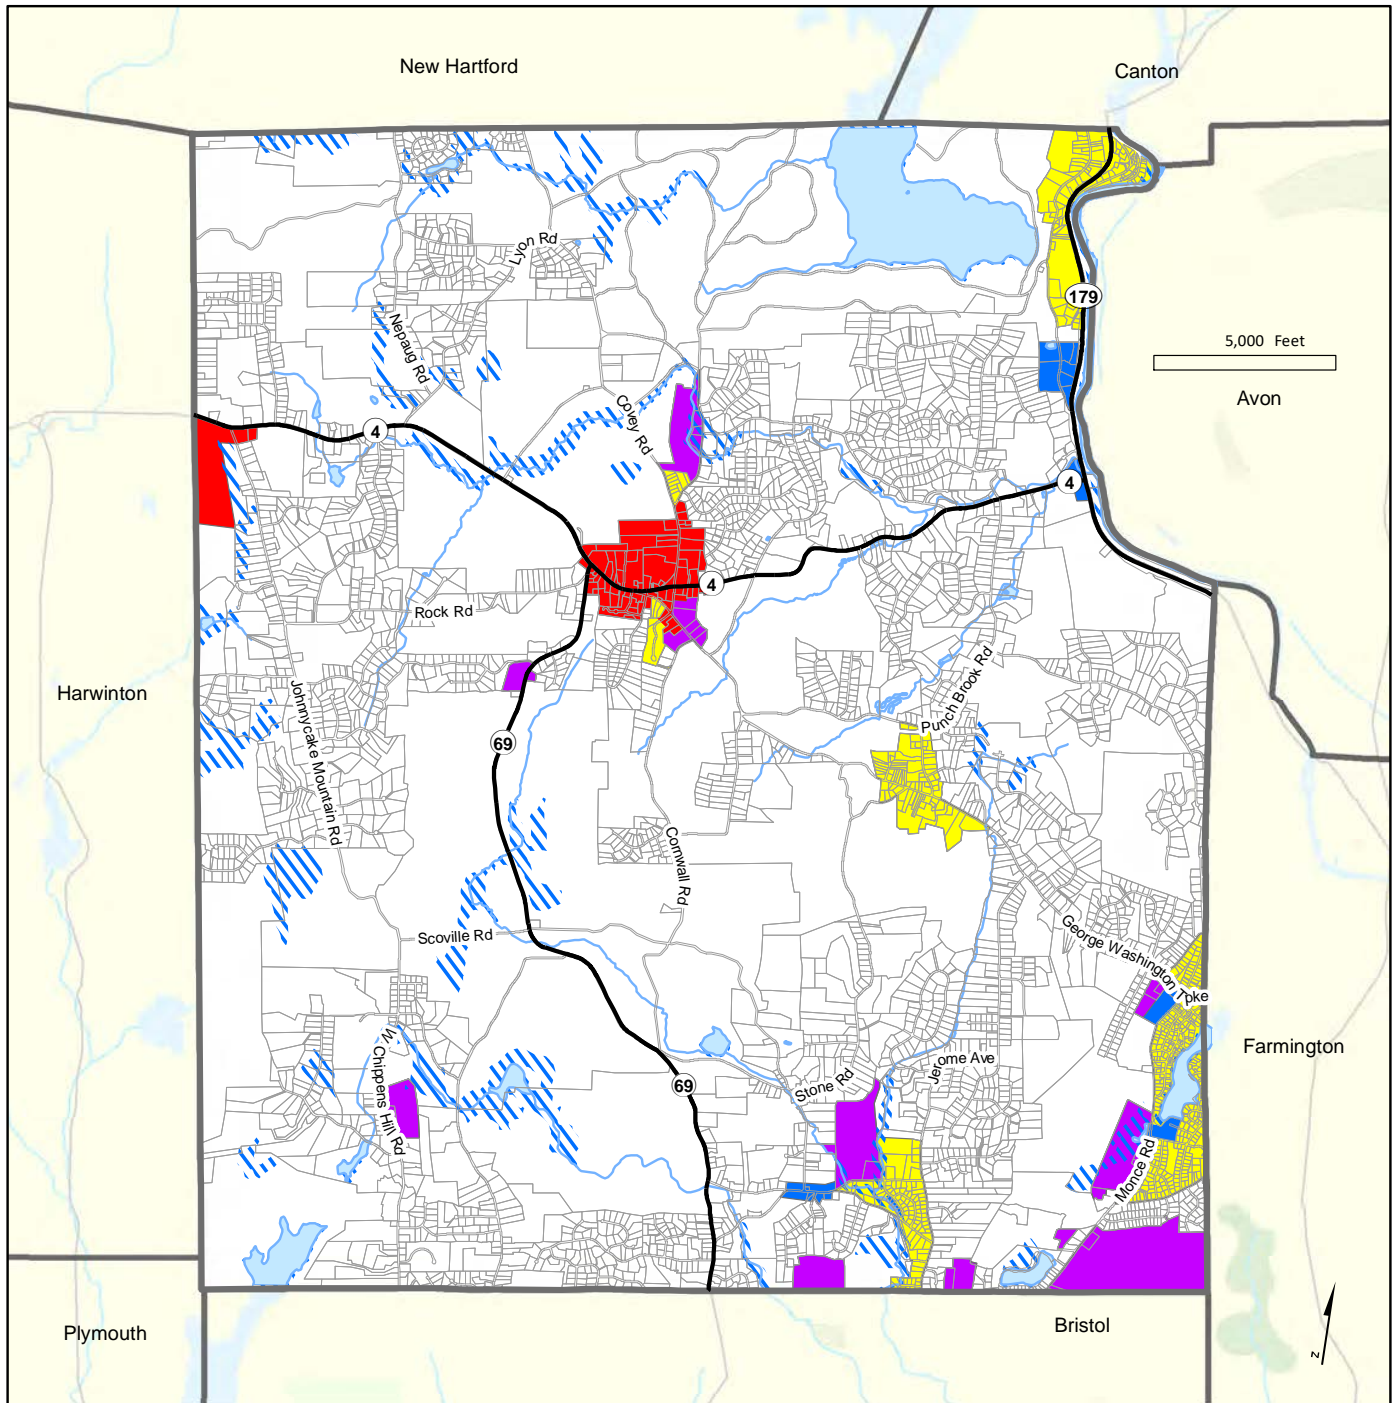 New Hartford
Canton
Lyon Rd
179
Nepaug Rd
5,000 Feet
Avon
Covey Rd
4
4
4
Rock Rd
Harwinton
Johnnycake Mountain Rd
Punch Brook Rd
69
Cornwall Rd
Scoville Rd
George Washington Tpke
W Chippens Hill Rd
Farmington
Jerome Ave
Stone Rd
69
Monce Rd
Plymouth
Bristol
z